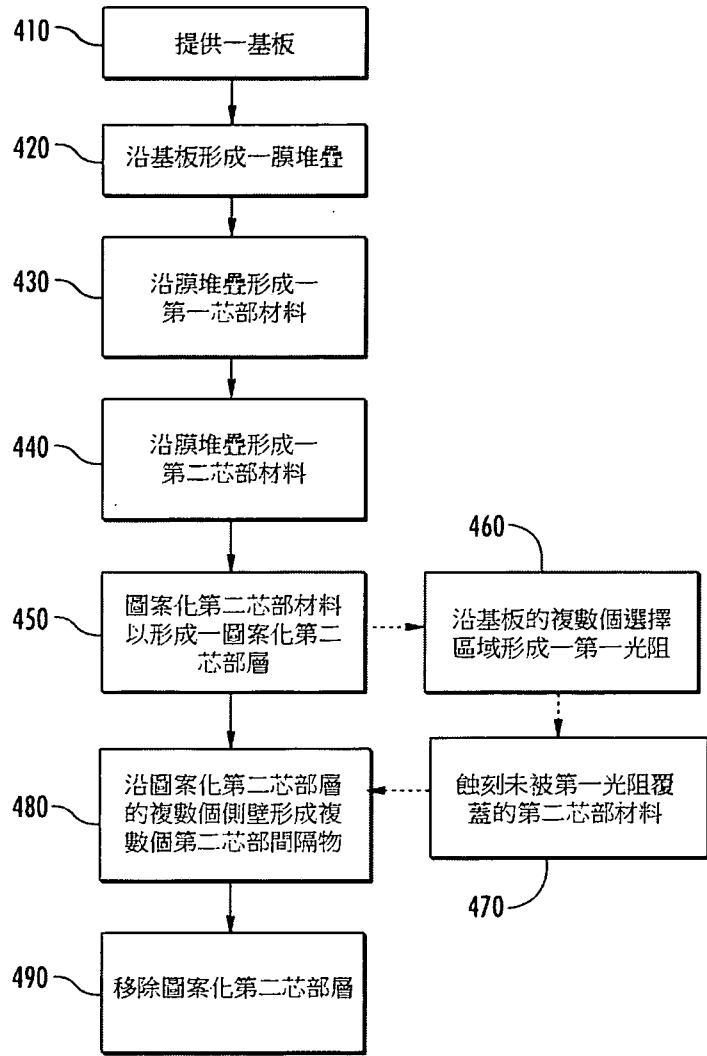 410
提供一基板
420
沿基板形成一膜堆疊
430
沿膜堆疊形成一
第一芯部材料
440
沿膜堆疊形成一
第二芯部材料
450
圖案化第二芯部材料
以形成一圖案化第二
芯部層
460
沿基板的複數個選擇
區域形成一第一光阻
蝕刻未被第一光阻覆
蓋的第二芯部材料
470
480
沿圖案化第二芯部層
的複數個側壁形成複
數個第二芯部間隔物
490
移除圖案化第二芯部層